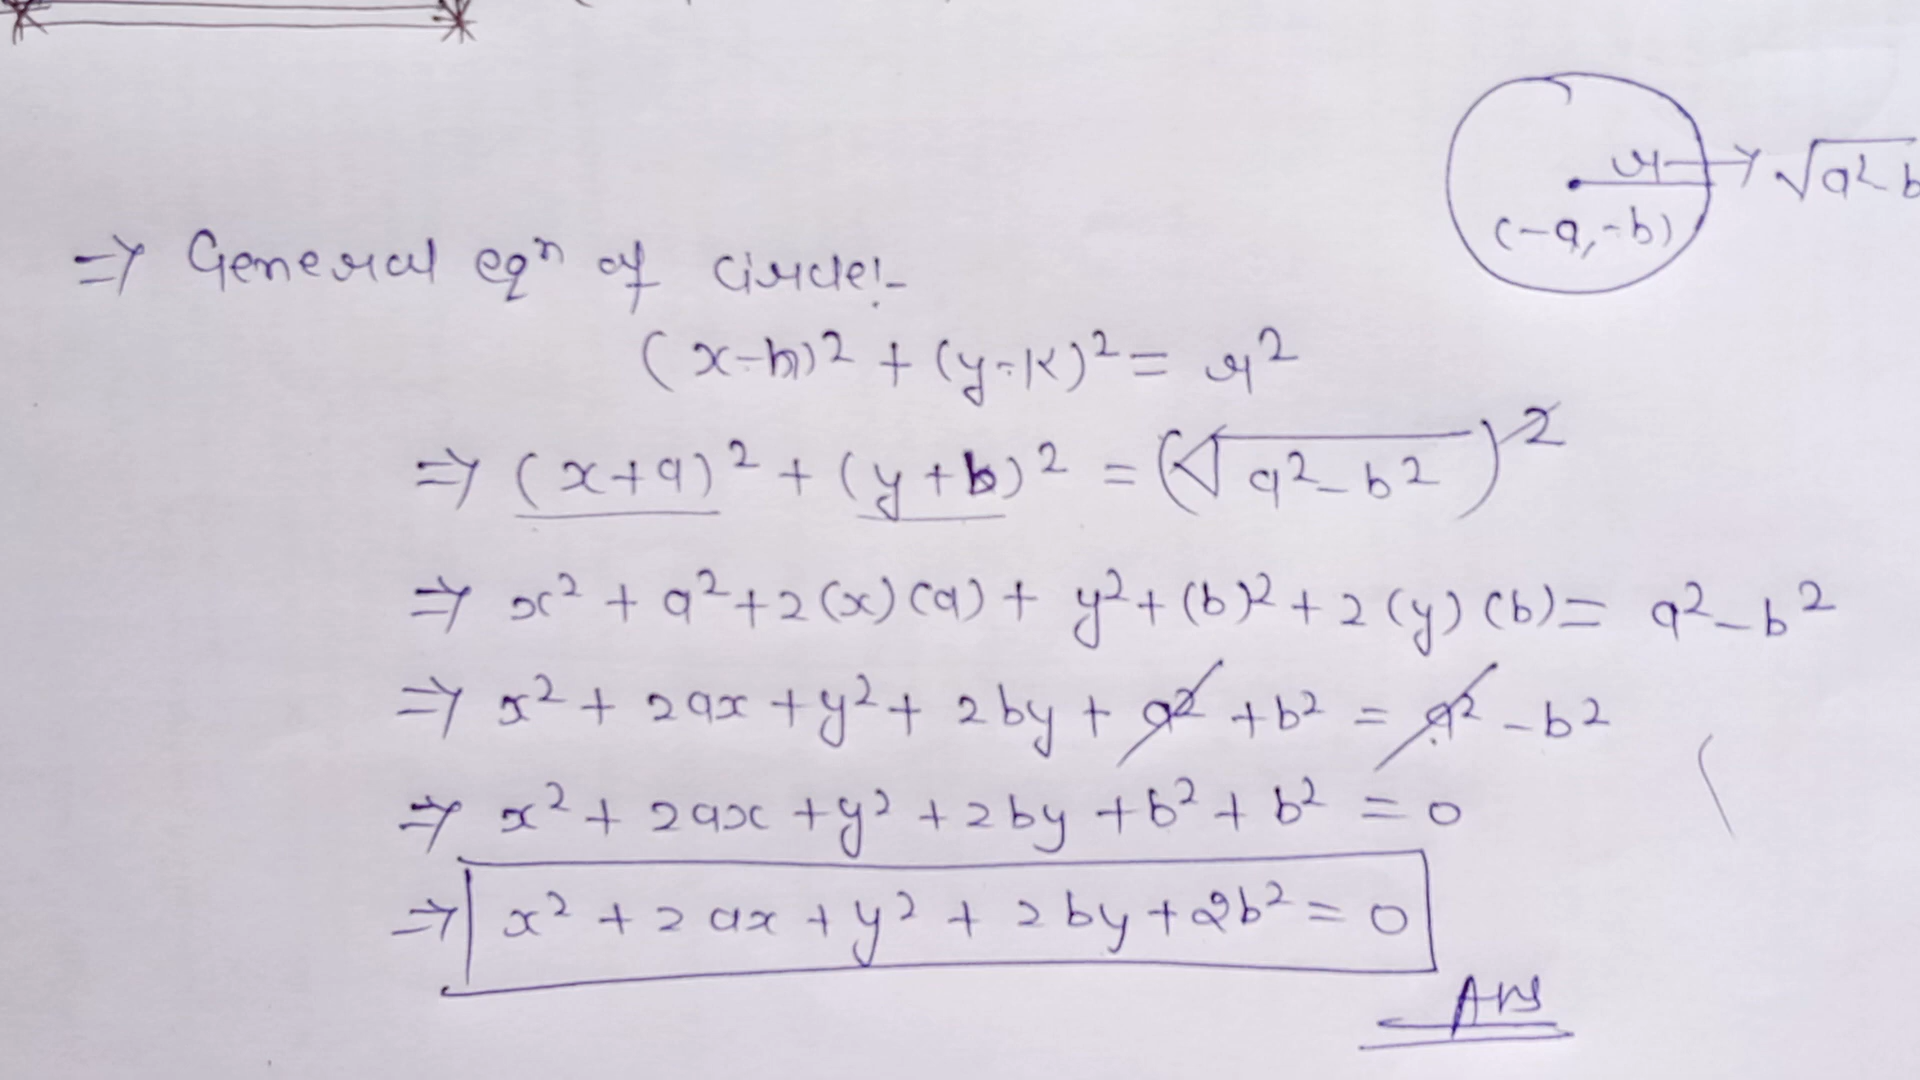 r → √a² b
(-a, -b)
⇒ General eqⁿ of circle:-
(x-h)² + (y-k)² = r²
⇒ (x+a)² + (y+b)² = (√a²-b²)²
⇒ x² + a² + 2(x)(a) + y² + (b)² + 2(y)(b) = a² - b²
⇒ x² + 2ax + y² + 2by + a² + b² = a² - b²
⇒ x² + 2ax + y² + 2by + b² + b² = 0
⇒ x² + 2ax + y² + 2by + 2b² = 0
Ans